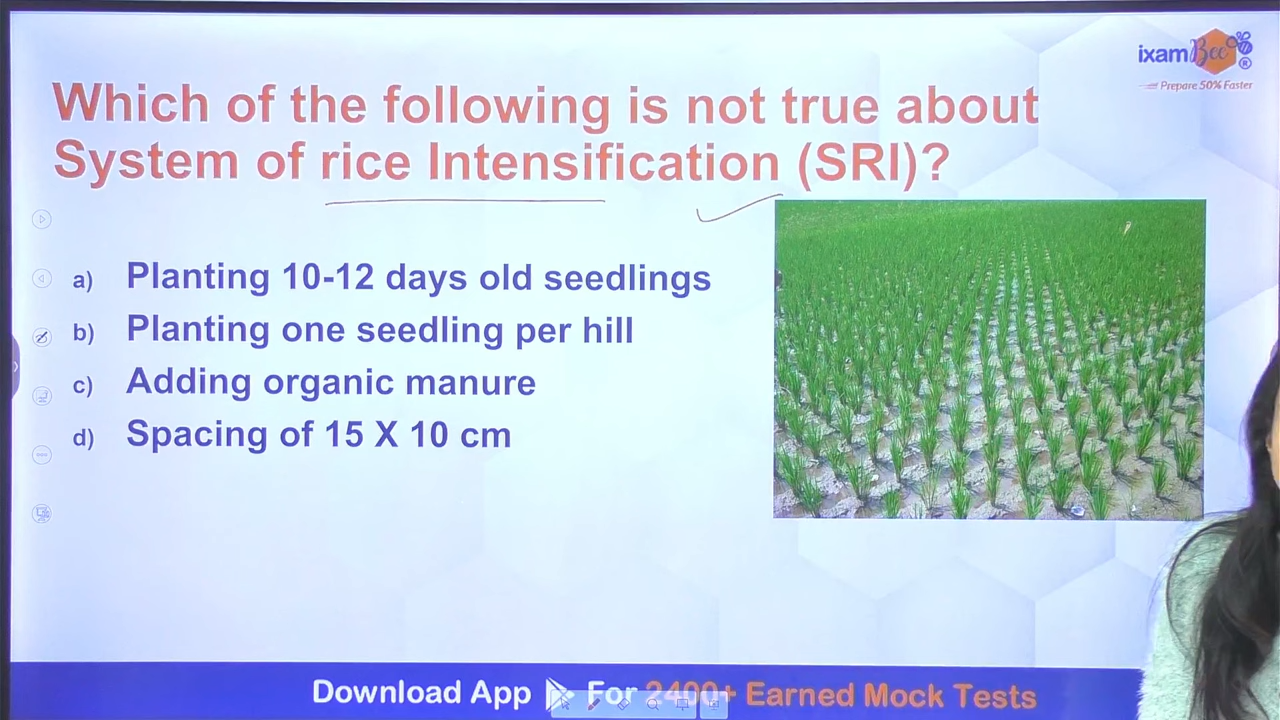 ixamBee
Prepare 50% Faster
Which of the following is not true about
System of rice Intensification (SRI)?
a) Planting 10-12 days old seedlings
b) Planting one seedling per hill
c) Adding organic manure
d) Spacing of 15 X 10 cm
Download App For 2400+ Earned Mock Tests